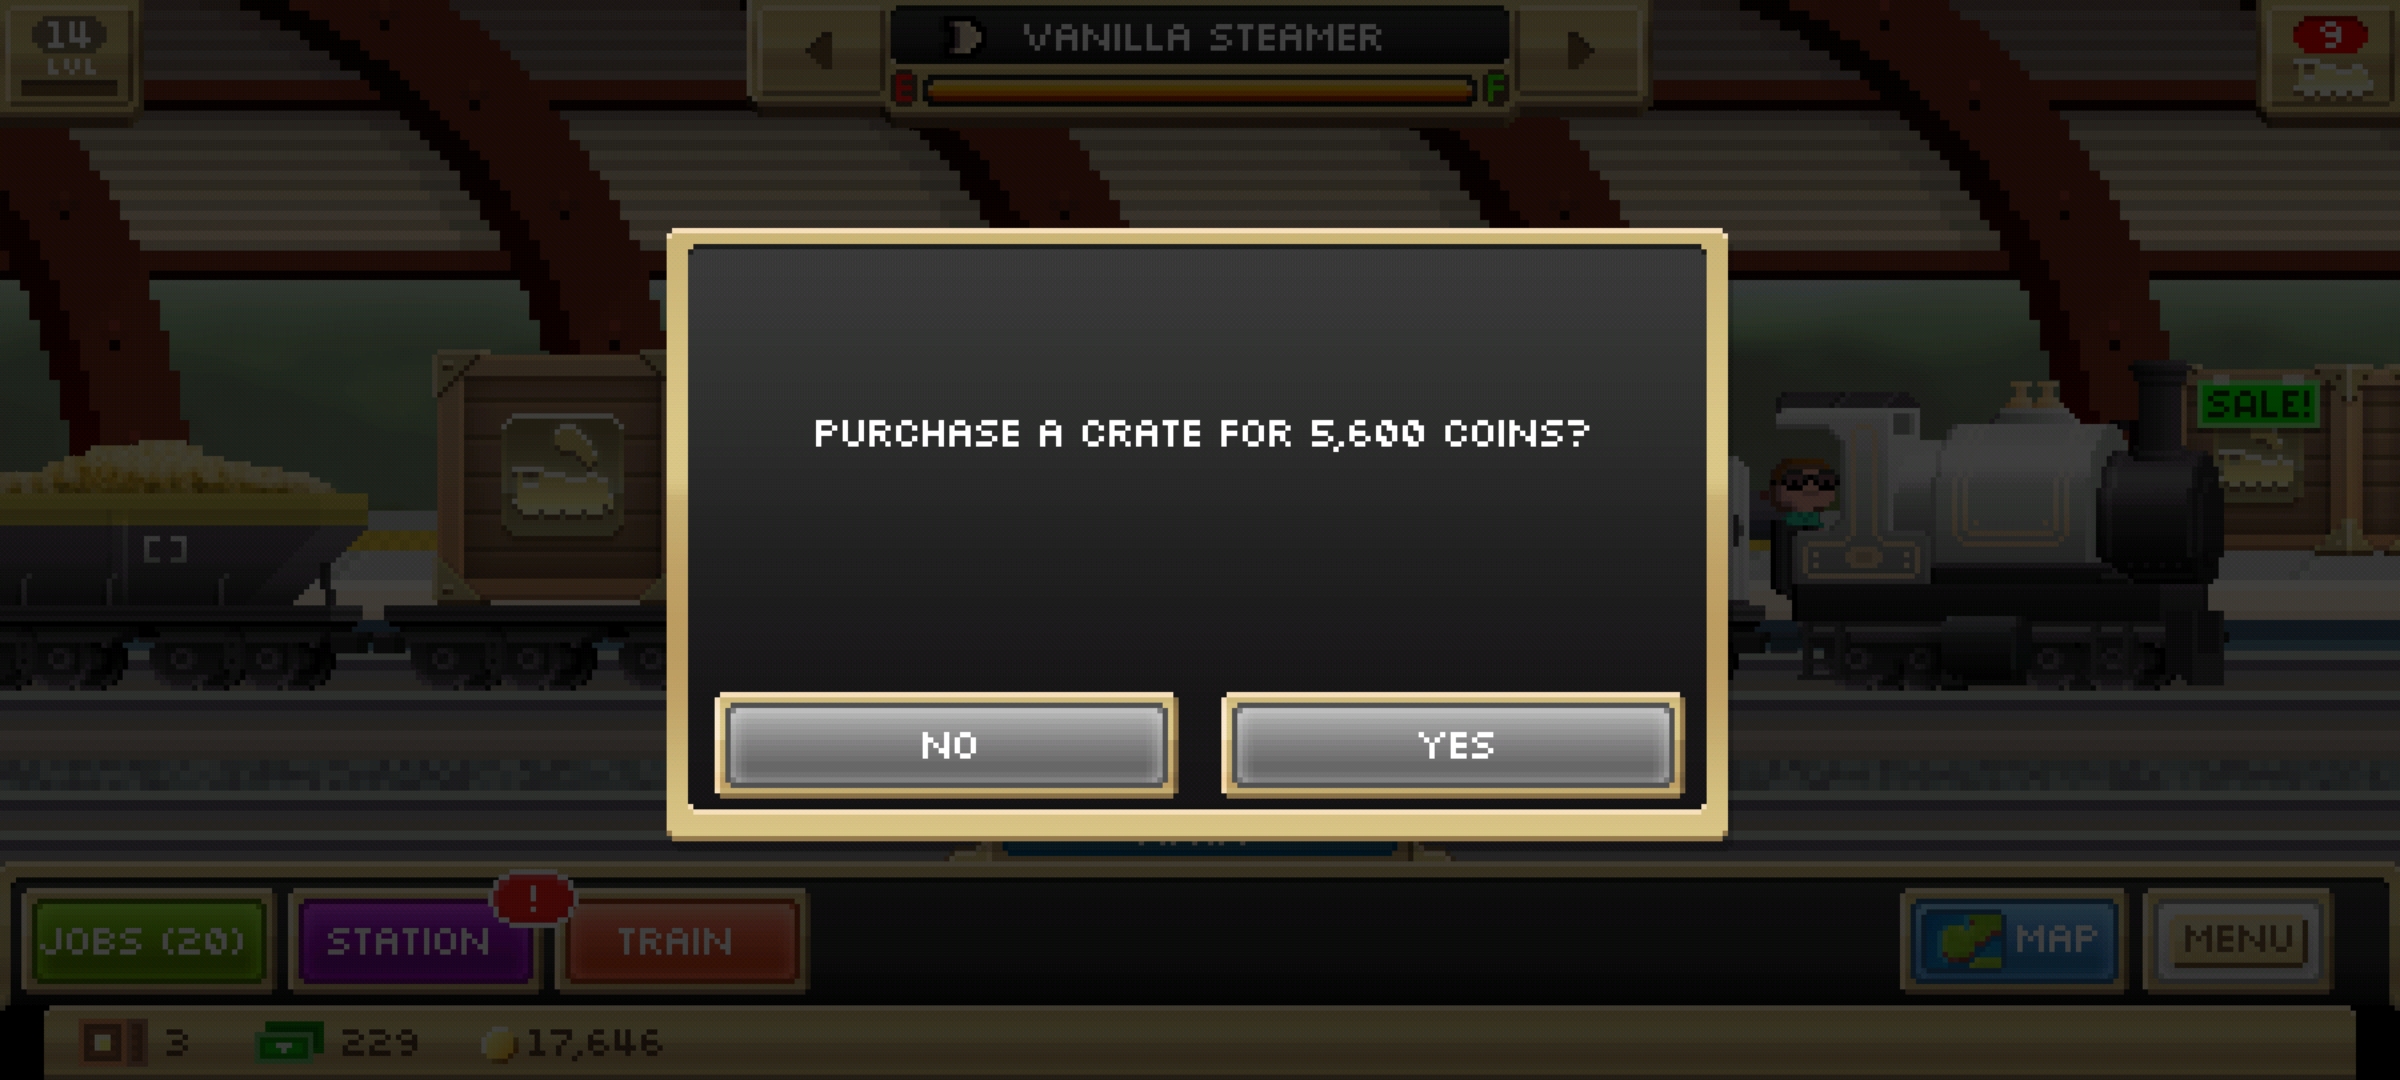 14
LVL
VANILLA STEAMER
E
F
9
SALE!
PURCHASE A CRATE FOR 5,600 COINS?
NO
YES
JOBS (20)
STATION
!
TRAIN
MAP
MENU
3
229
17,646